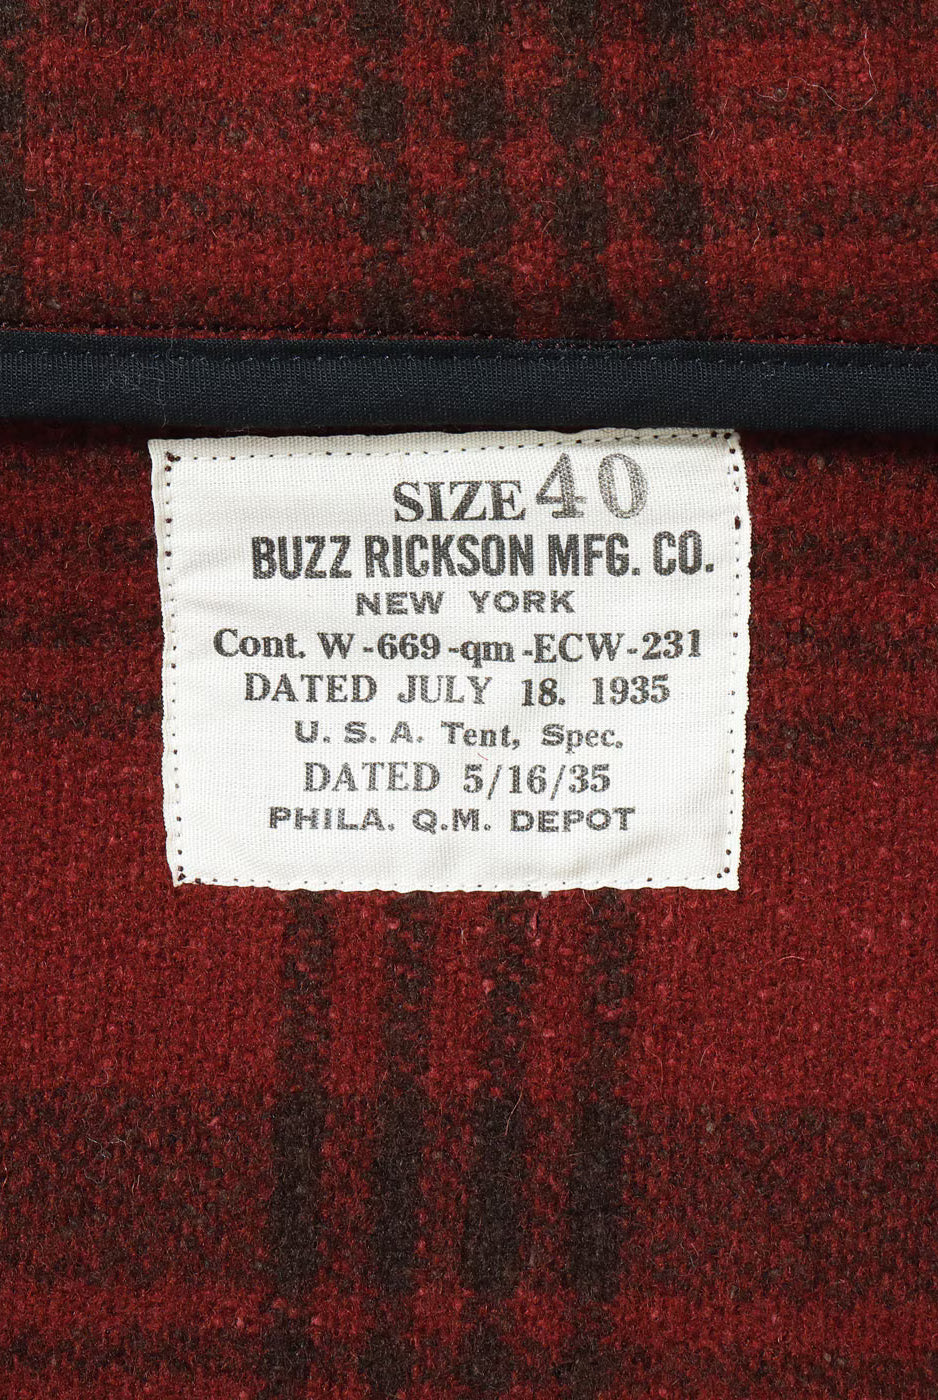 SIZE 40
BUZZ RICKSON MFG. CO.
NEW YORK
Cont. W-669-qm-ECW-231
DATED JULY 18. 1935
U. S. A. Tent, Spec.
DATED 5/16/35
PHILA. Q.M. DEPOT